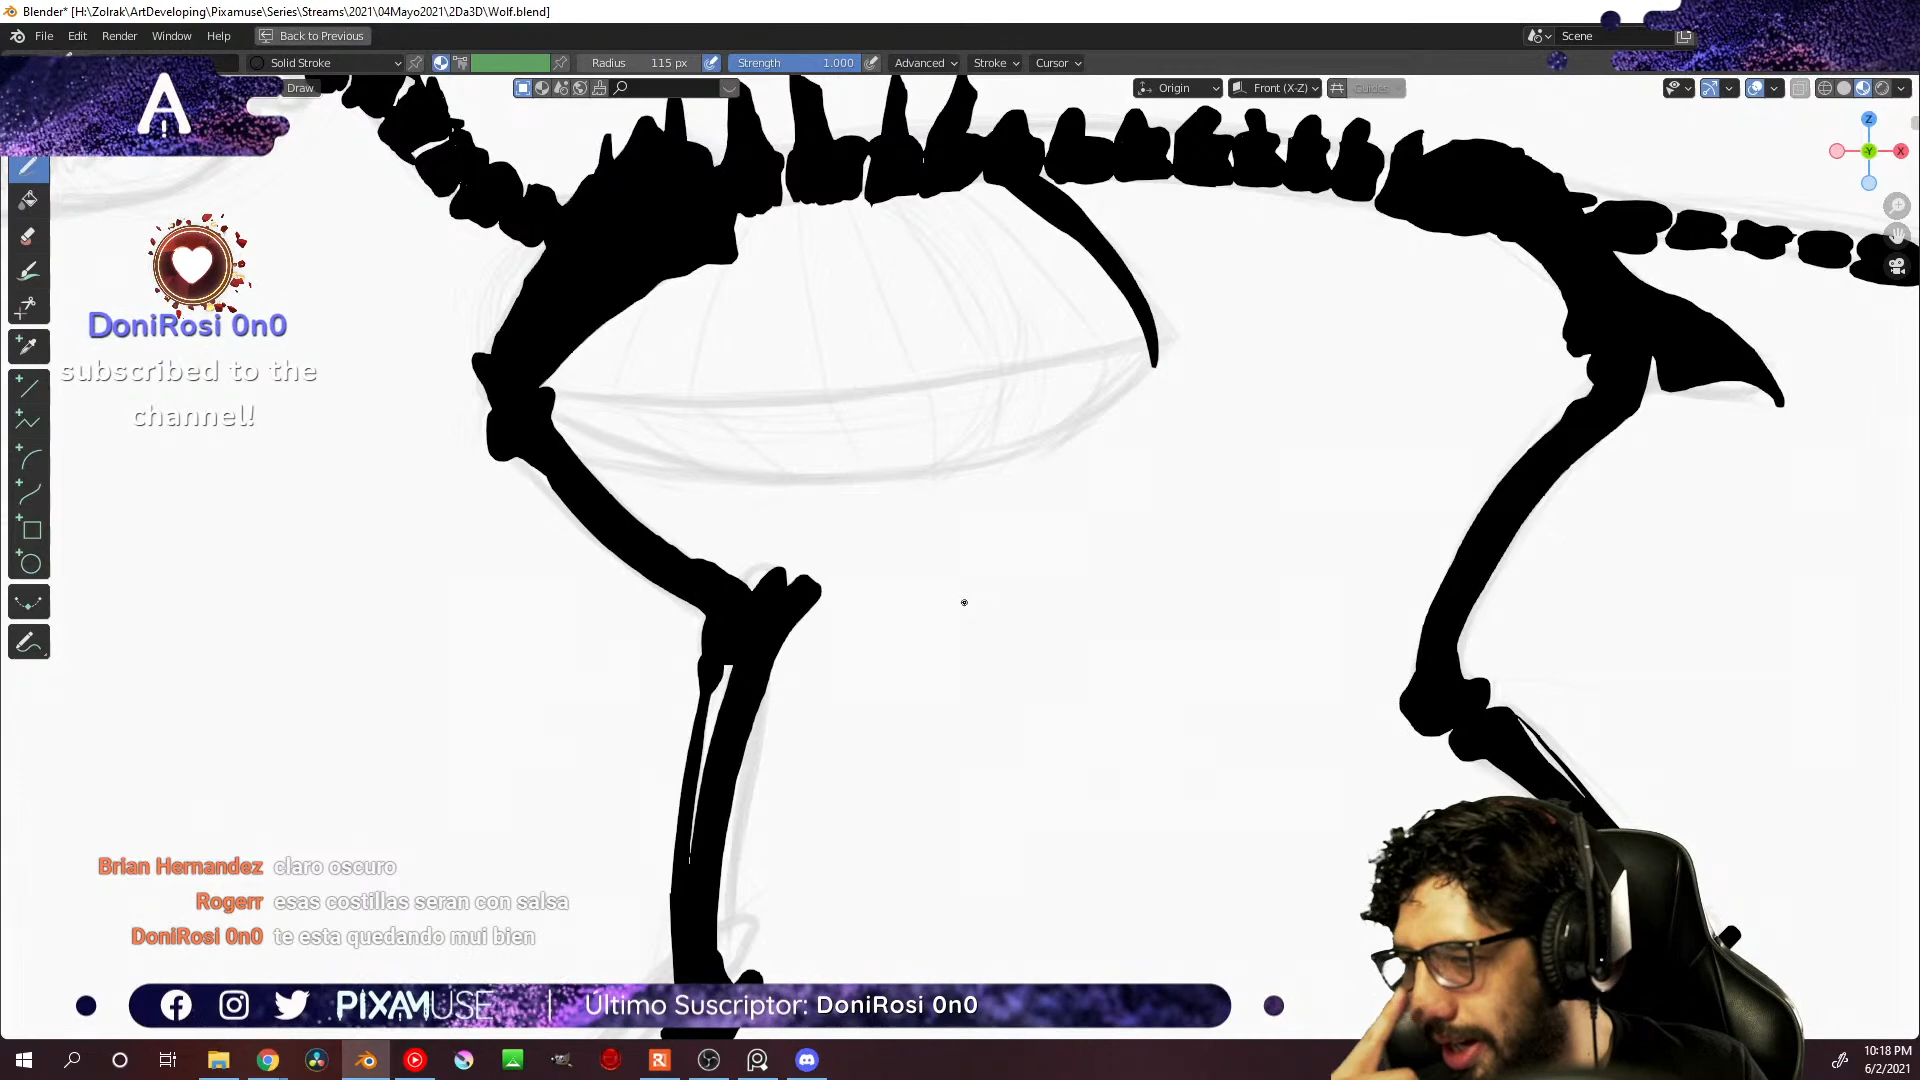 Blender* [H:\Zolrak\ArtDeveloping\Pixamuse\Series\Streams\2021\04Mayo2021\2Da3D\Wolf.blend]
File Edit Render Window Help Back to Previous Scene
Solid Stroke Radius 115 px Strength 1.000 Advanced Stroke Cursor
Draw Origin Front (X-Z) Guides
A
Z
Y X
DoniRosi 0n0
subscribed to the
channel!
Brian Hernandez claro oscuro
Rogerr esas costillas seran con salsa
DoniRosi 0n0 te esta quedando mui bien
PIXAMUSE | Último Suscriptor: DoniRosi 0n0
10:18 PM
6/2/2021